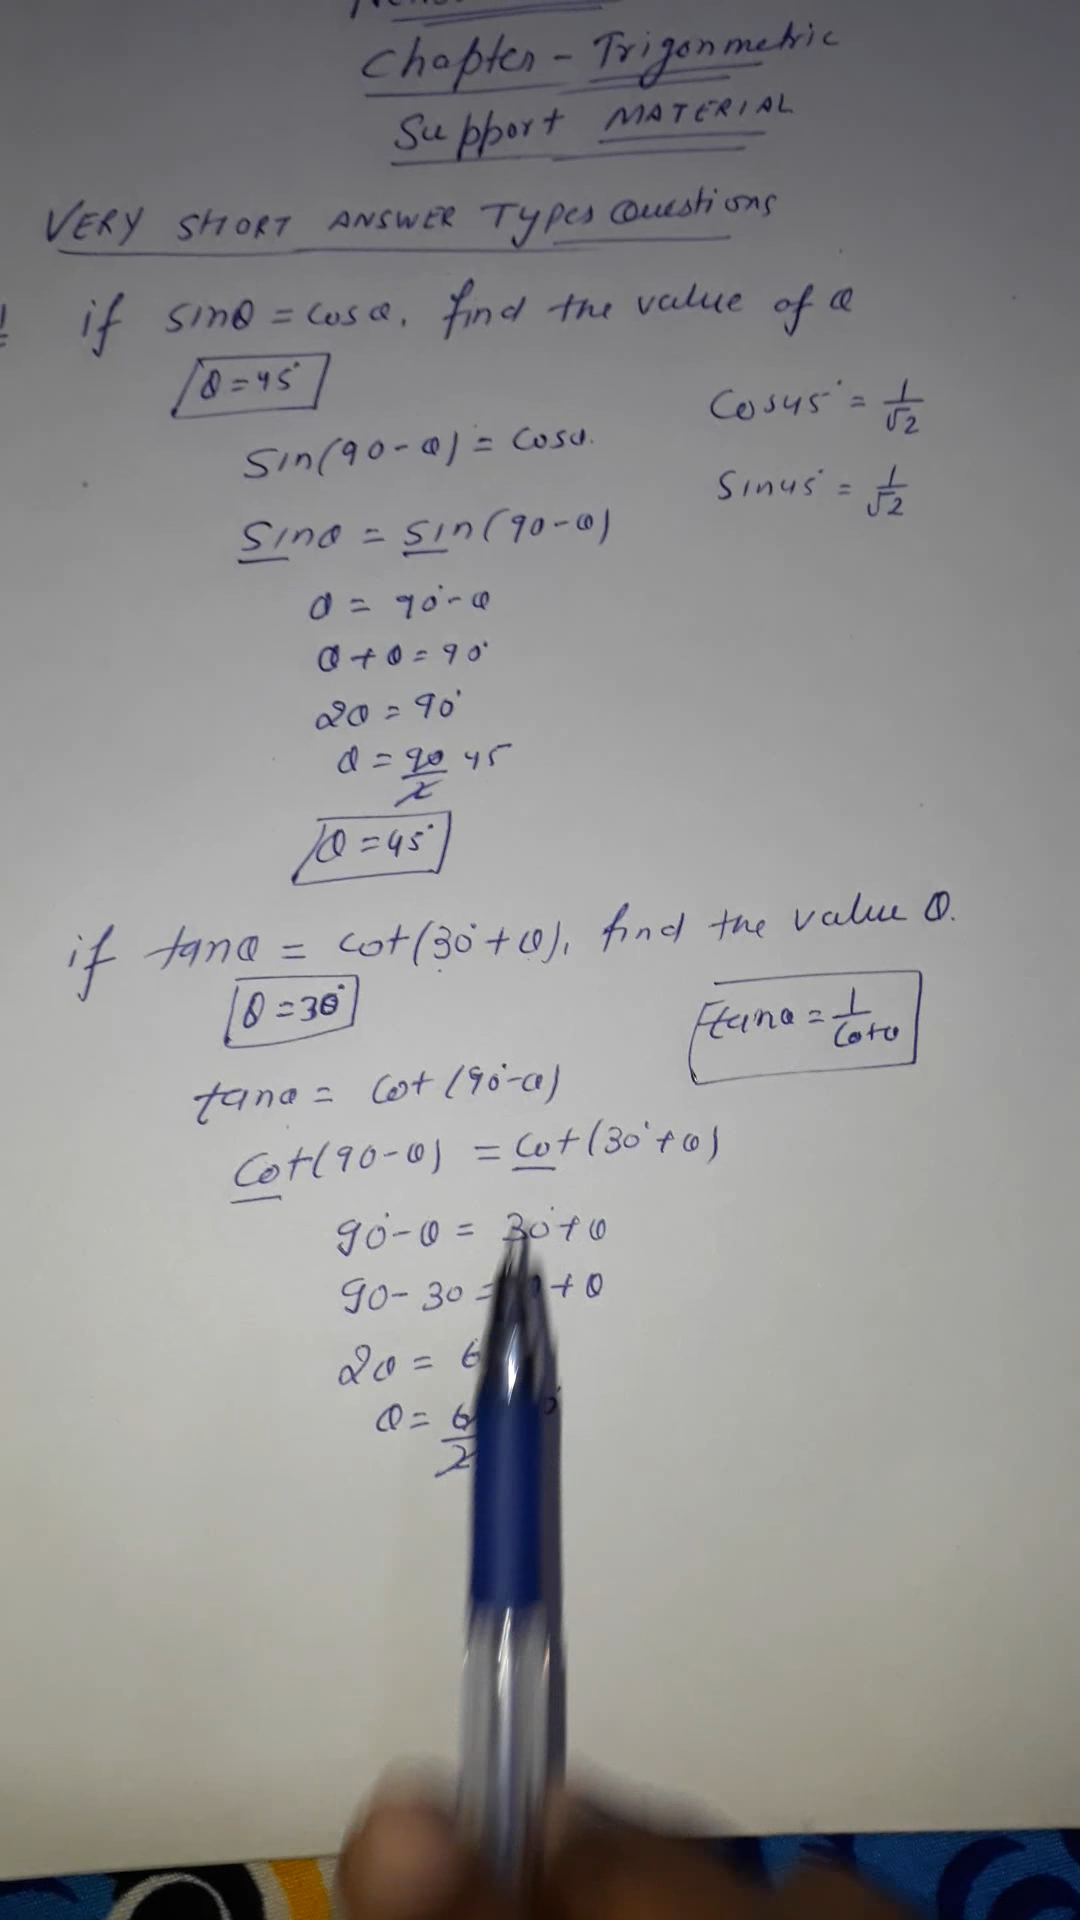 Chapter - Trigonmetric
Support MATERIAL
VERY SHORT ANSWER Types Questions
if sinθ = cosθ, find the value of θ
θ = 45°
Cos45° = 1/√2
Sin(90-θ) = Cosθ.
Sin45° = 1/√2
Sinθ = Sin(90-θ)
θ = 90°-θ
θ + θ = 90°
2θ = 90°
θ = 90/2 45
θ = 45°
if tanθ = cot(30°+θ), find the value θ.
θ = 30°
tanθ = 1/Cotθ
tanθ = Cot(90°-θ)
Cot(90-θ) = Cot(30°+θ)
90°-θ = 30°+θ
90-30 = +θ
2θ = 6
θ = 6/2